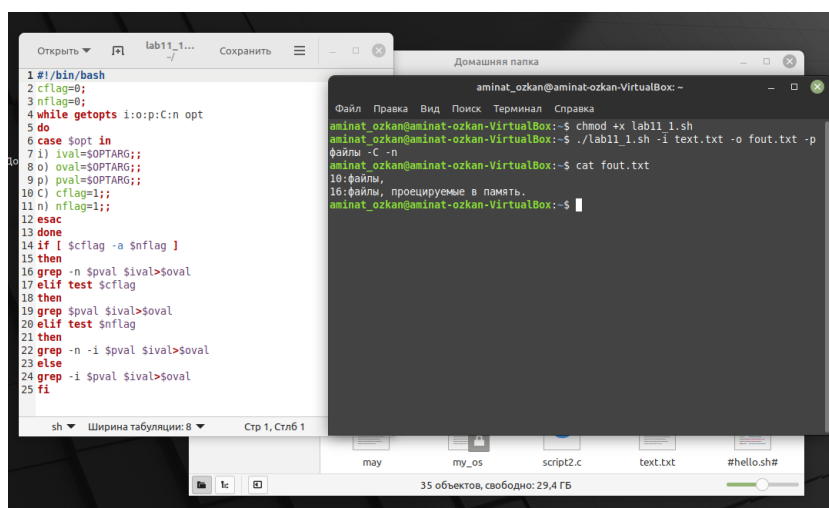 Открыть
lab11_1...
~/
Сохранить
1 #!/bin/bash
2 cflag=0;
3 nflag=0;
4 while getopts i:o:p:C:n opt
5 do
6 case $opt in
7 i) ival=$OPTARG;;
8 o) oval=$OPTARG;;
9 p) pval=$OPTARG;;
10 C) cflag=1;;
11 n) nflag=1;;
12 esac
13 done
14 if [ $cflag -a $nflag ]
15 then
16 grep -n $pval $ival>$oval
17 elif test $cflag
18 then
19 grep $pval $ival>$oval
20 elif test $nflag
21 then
22 grep -n -i $pval $ival>$oval
23 else
24 grep -i $pval $ival>$oval
25 fi
sh Ширина табуляции: 8 Стр 1, Стлб 1
Домашняя папка
aminat_ozkan@aminat-ozkan-VirtualBox: ~
Файл Правка Вид Поиск Терминал Справка
aminat_ozkan@aminat-ozkan-VirtualBox:~$ chmod +x lab11_1.sh
aminat_ozkan@aminat-ozkan-VirtualBox:~$ ./lab11_1.sh -i text.txt -o fout.txt -p
файлы -C -n
aminat_ozkan@aminat-ozkan-VirtualBox:~$ cat fout.txt
10:файлы,
16:файлы, проецируемые в память.
aminat_ozkan@aminat-ozkan-VirtualBox:~$
may my_os script2.c text.txt #hello.sh#
35 объектов, свободно: 29,4 ГБ